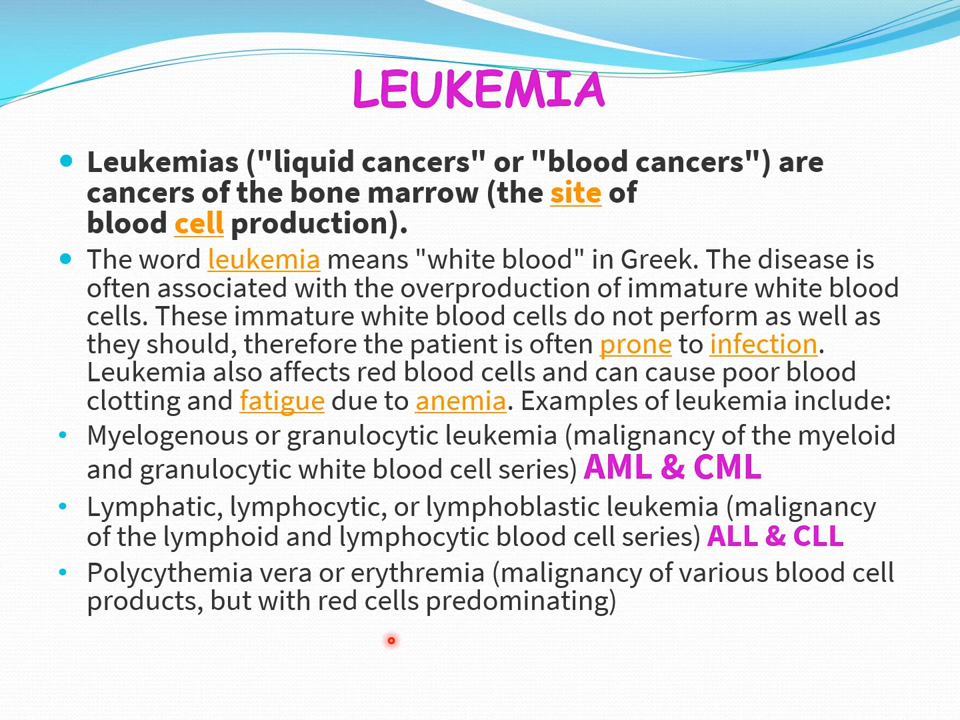 LEUKEMIA
Leukemias ("liquid cancers" or "blood cancers") are
cancers of the bone marrow (the site of
blood cell production).
The word leukemia means "white blood" in Greek. The disease is
often associated with the overproduction of immature white blood
cells. These immature white blood cells do not perform as well as
they should, therefore the patient is often prone to infection.
Leukemia also affects red blood cells and can cause poor blood
clotting and fatigue due to anemia. Examples of leukemia include:
Myelogenous or granulocytic leukemia (malignancy of the myeloid
and granulocytic white blood cell series) AML & CML
Lymphatic, lymphocytic, or lymphoblastic leukemia (malignancy
of the lymphoid and lymphocytic blood cell series) ALL & CLL
Polycythemia vera or erythremia (malignancy of various blood cell
products, but with red cells predominating)